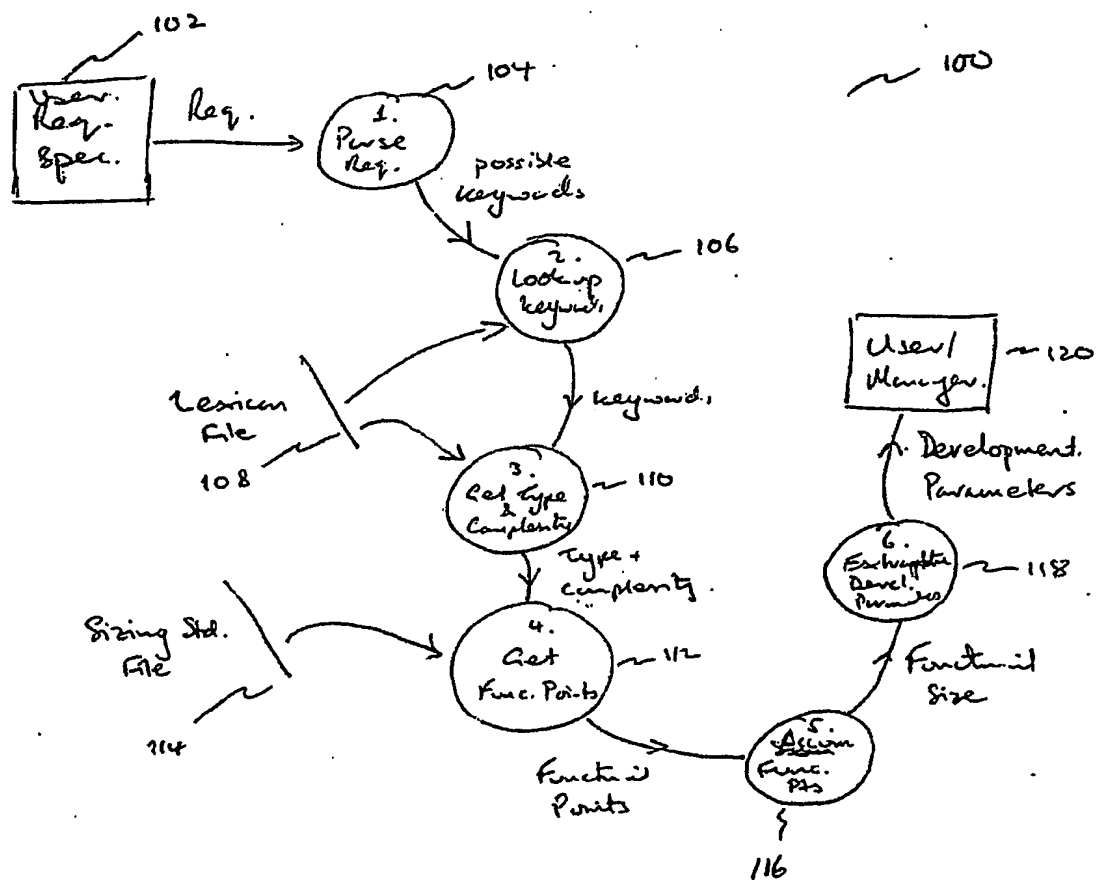 102
User.
Req.
Spec.
Req.
104
1.
Parse
Req.
100
possible
keywords
106
2.
Lookup
keywords
Lexicon
File
108
keywords
User/
Manager.
120
3.
Get Type
&
Complexity
110
Development.
Parameters
Type +
complexity.
6.
Devel.
118
Sizing Std.
File
114
4.
Get
Func. Points
112
Functional
Size
Functional
Points
5.
Func.
Pts
116